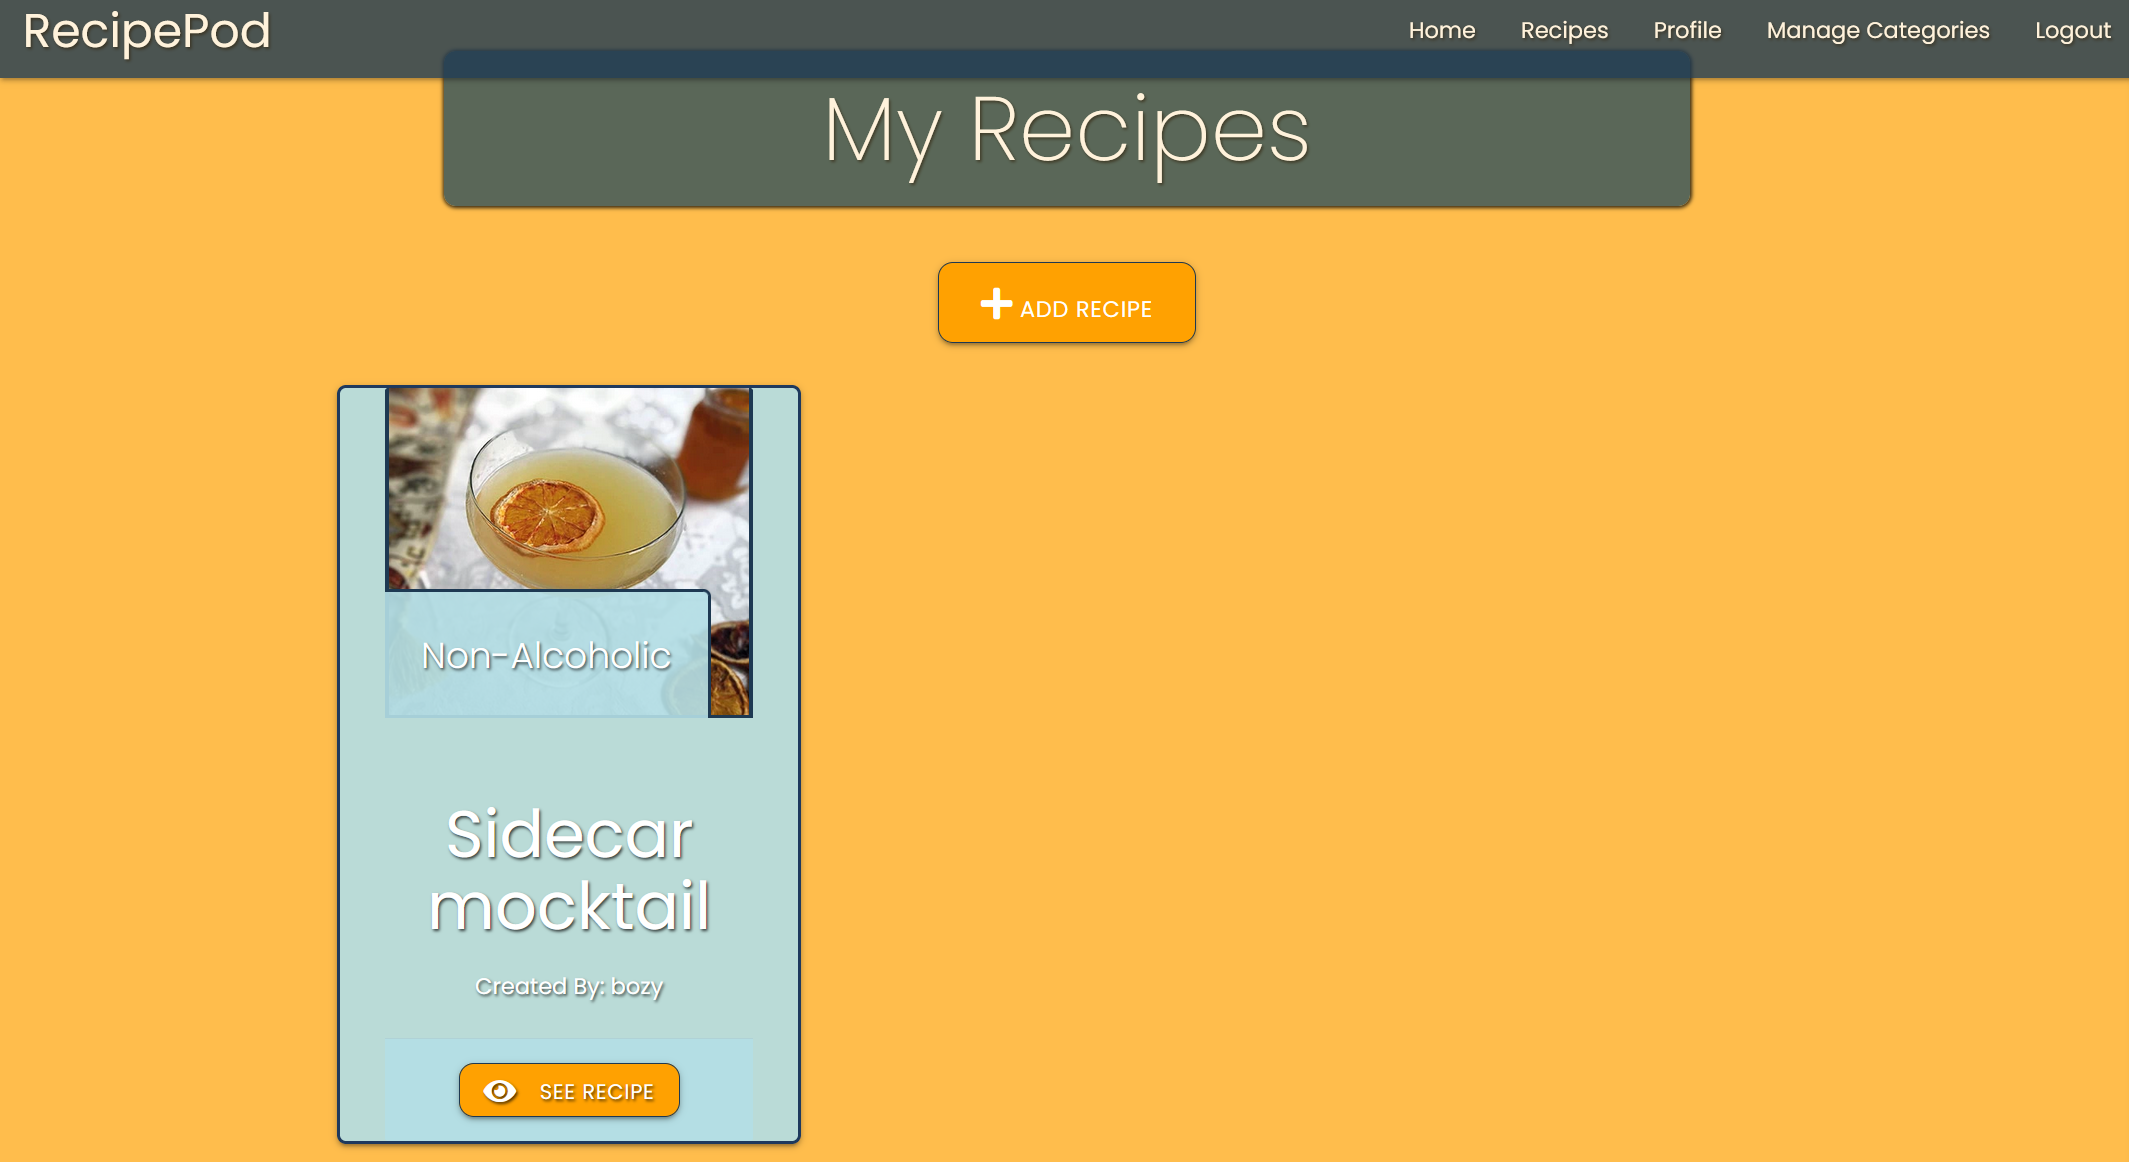 RecipePod
Home Recipes Profile Manage Categories Logout
My Recipes
ADD RECIPE
Non-Alcoholic
Sidecar
mocktail
Created By: bozy
SEE RECIPE